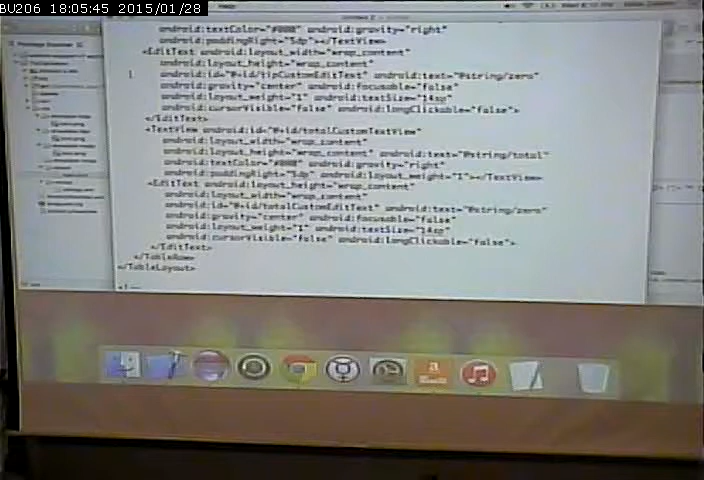 BU206 18:05:45 2015/01/28
Help
Untitled 2
android:textColor="#000" android:gravity="right"
android:paddingRight="5dp"></TextView>
<EditText android:layout_width="wrap_content"
android:layout_height="wrap_content"
android:id="@+id/tipCustomEditText" android:text="@string/zero"
android:gravity="center" android:focusable="false"
android:layout_weight="1" android:textSize="14sp"
android:cursorVisible="false" android:longClickable="false">
</EditText>
<TextView android:id="@+id/totalCustomTextView"
android:layout_width="wrap_content"
android:layout_height="wrap_content" android:text="@string/total"
android:textColor="#000" android:gravity="right"
android:paddingRight="5dp" android:layout_weight="1"></TextView>
<EditText android:layout_height="wrap_content"
android:layout_width="wrap_content"
android:id="@+id/totalCustomEditText" android:text="@string/zero"
android:gravity="center" android:focusable="false"
android:layout_weight="1" android:textSize="14sp"
android:cursorVisible="false" android:longClickable="false">
</EditText>
</TableRow>
</TableLayout>
<!--
Package Explorer